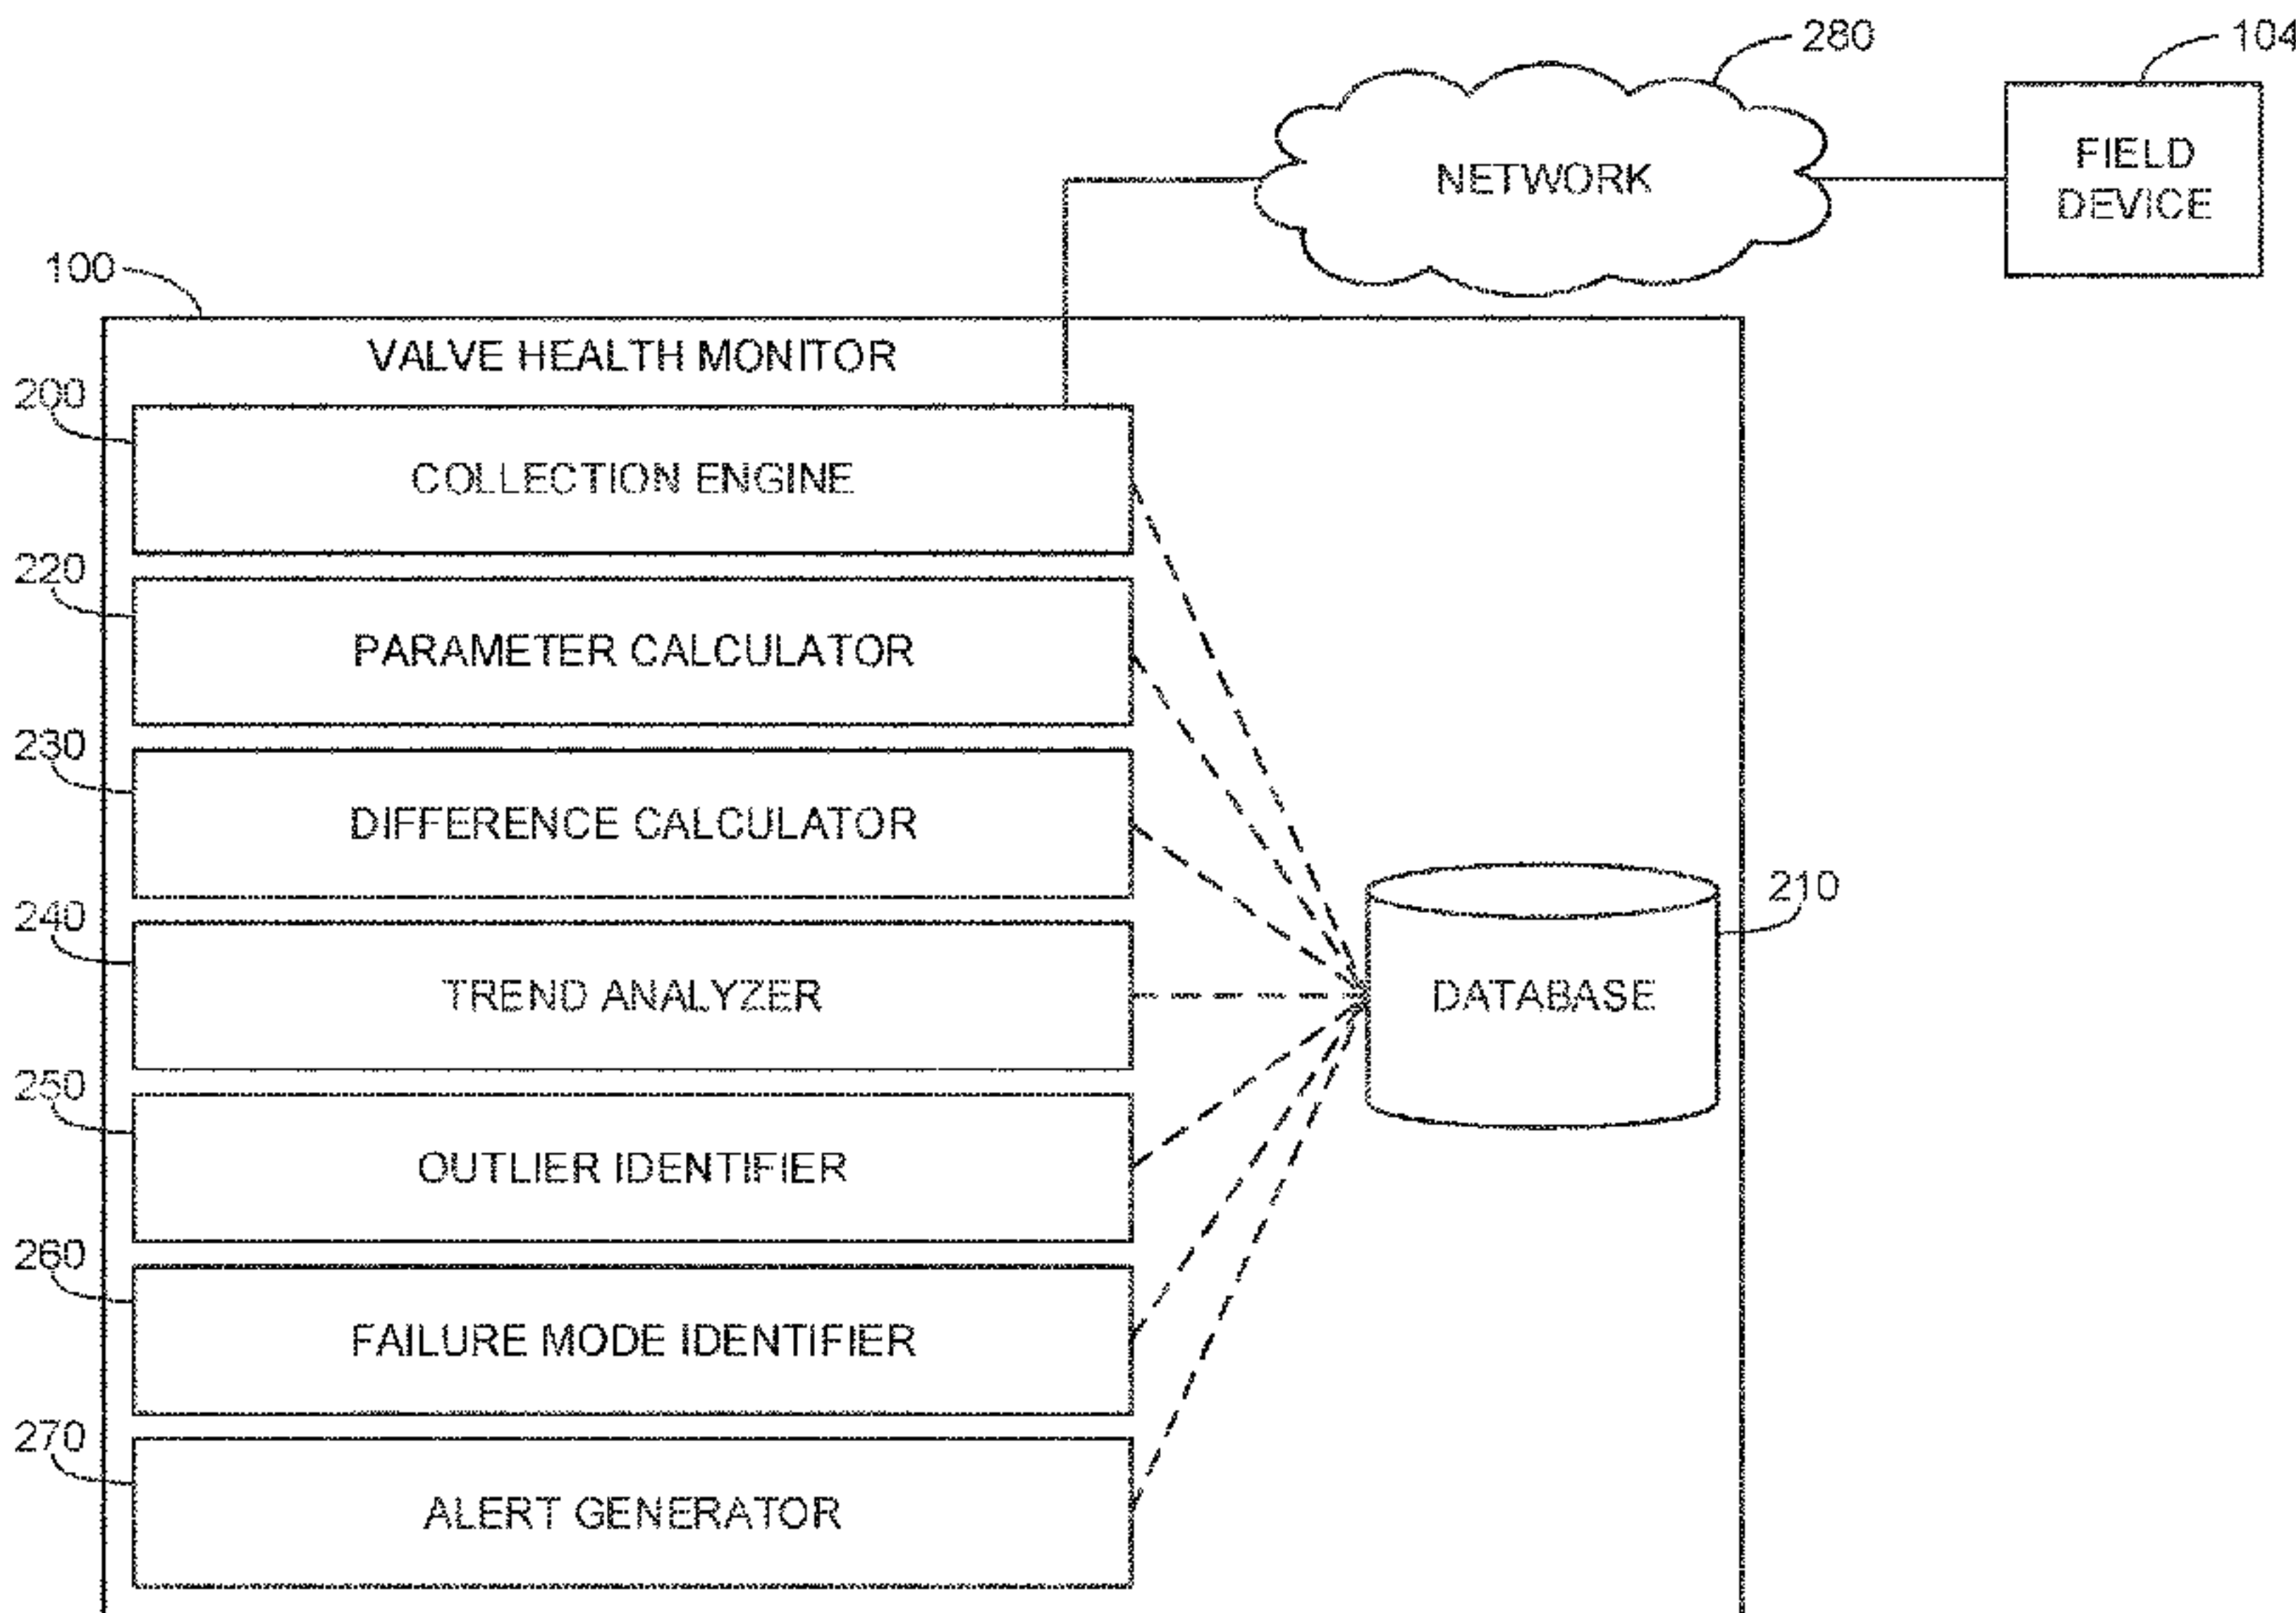 280
104
NETWORK
FIELD
DEVICE
100
VALVE HEALTH MONITOR
200
COLLECTION ENGINE
220
PARAMETER CALCULATOR
230
DIFFERENCE CALCULATOR
210
240
TREND ANALYZER
DATABASE
250
OUTLIER IDENTIFIER
260
FAILURE MODE IDENTIFIER
270
ALERT GENERATOR